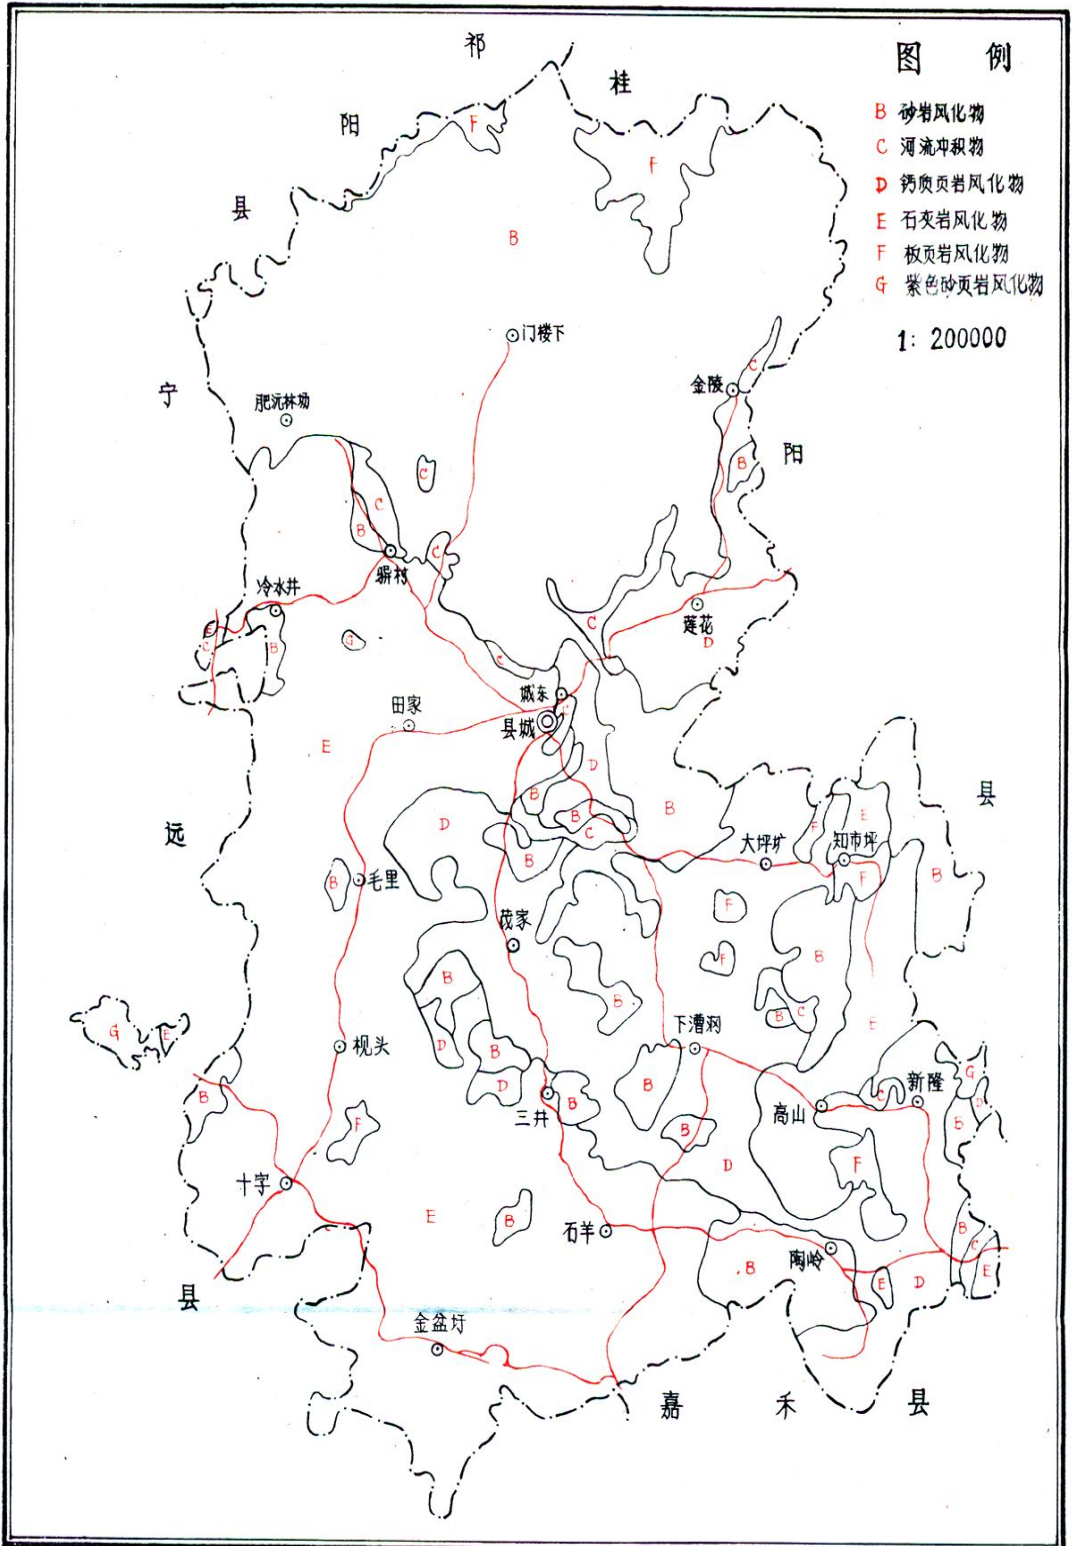 图 例
B 砂岩风化物
C 河流冲积物
D 钙质页岩风化物
E 石灰岩风化物
F 板页岩风化物
G 紫色砂页岩风化物
1: 200000
祁
阳
县
桂
阳
县
宁
远
县
嘉 禾 县
F
F
B
门楼下
C
金陵
肥沅林场
B
C
C
B
C
骥村
冷水井
C
莲花
D
E
C
B
G
C
城东
C
田家
县城
E
D
B
B
B
C
D
B
F
E
大坪圹
知市坪
B
毛里
F
B
F
茂家
F
B
B
B
B
C
G
E
D
B
E
枧头
下漕洞
B
D
B
B
三井
高山
C
新隆
G
D
B
F
B
D
F
十字
E
B
石羊
B
陶岭
E
D
B
C
E
金盆圩